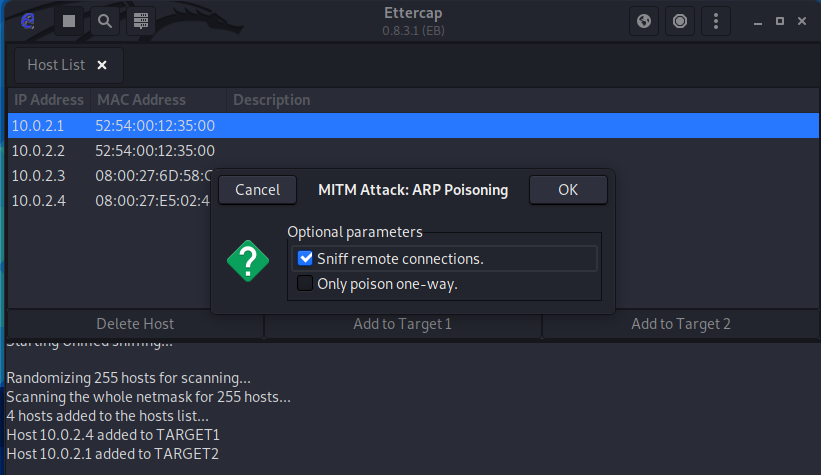 Ettercap
0.8.3.1 (EB)
Host List
IP Address MAC Address Description
10.0.2.1 52:54:00:12:35:00
10.0.2.2 52:54:00:12:35:00
10.0.2.3 08:00:27:6D:58:C
10.0.2.4 08:00:27:E5:02:4
Cancel MITM Attack: ARP Poisoning OK
Optional parameters
Sniff remote connections.
Only poison one-way.
Delete Host Add to Target 1 Add to Target 2
Starting Unified sniffing...
Randomizing 255 hosts for scanning...
Scanning the whole netmask for 255 hosts...
4 hosts added to the hosts list...
Host 10.0.2.4 added to TARGET1
Host 10.0.2.1 added to TARGET2